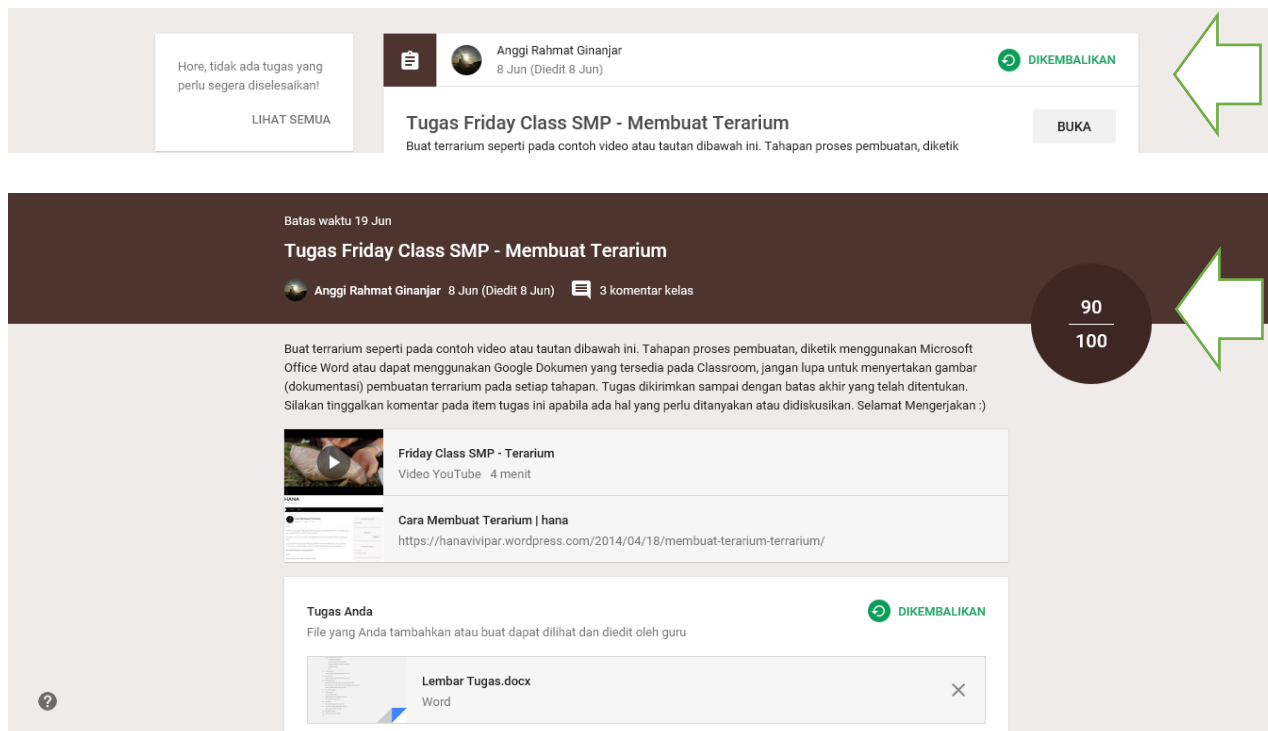 Hore, tidak ada tugas yang
perlu segera diselesaikan!
LIHAT SEMUA
Anggi Rahmat Ginanjar
8 Jun (Diedit 8 Jun)
DIKEMBALIKAN
Tugas Friday Class SMP - Membuat Terarium
BUKA
Buat terrarium seperti pada contoh video atau tautan dibawah ini. Tahapan proses pembuatan, diketik
Batas waktu 19 Jun
Tugas Friday Class SMP - Membuat Terarium
Anggi Rahmat Ginanjar 8 Jun (Diedit 8 Jun) 3 komentar kelas
90
100
Buat terrarium seperti pada contoh video atau tautan dibawah ini. Tahapan proses pembuatan, diketik menggunakan Microsoft
Office Word atau dapat menggunakan Google Dokumen yang tersedia pada Classroom, jangan lupa untuk menyertakan gambar
(dokumentasi) pembuatan terrarium pada setiap tahapan. Tugas dikirimkan sampai dengan batas akhir yang telah ditentukan.
Silakan tinggalkan komentar pada item tugas ini apabila ada hal yang perlu ditanyakan atau didiskusikan. Selamat Mengerjakan :)
Friday Class SMP - Terarium
Video YouTube 4 menit
HANA
Cara Membuat Terarium | hana
https://hanavivipar.wordpress.com/2014/04/18/membuat-terarium-terrarium/
Tugas Anda
DIKEMBALIKAN
File yang Anda tambahkan atau buat dapat dilihat dan diedit oleh guru
Lembar Tugas.docx
Word